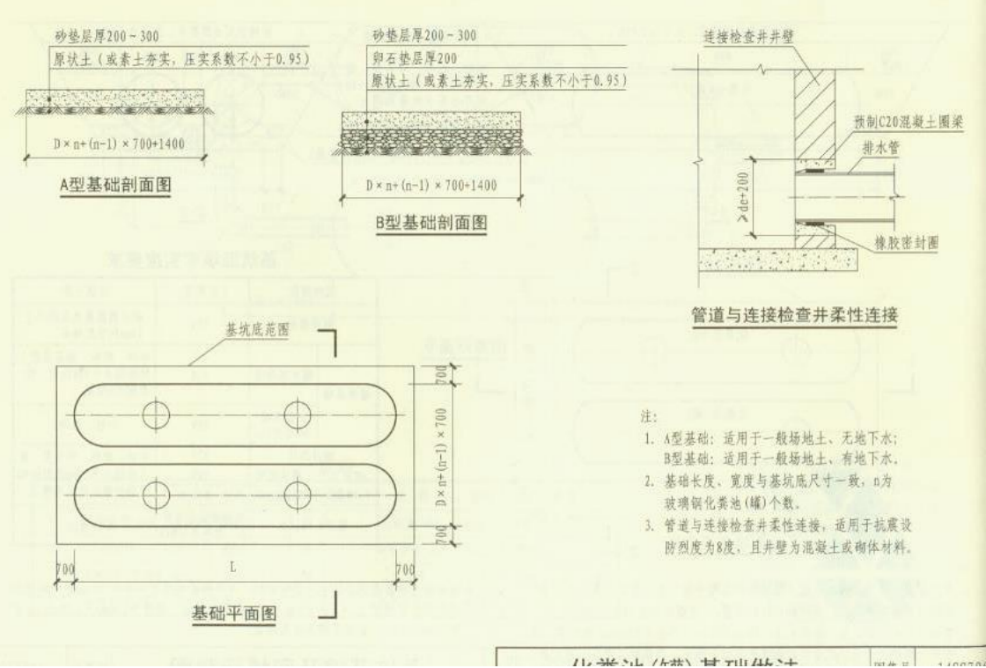 砂垫层厚200~300
原状土(或素土夯实，压实系数不小于0.95)
D×n+(n-1)×700+1400
A型基础剖面图
砂垫层厚200~300
卵石垫层厚200
原状土(或素土夯实，压实系数不小于0.95)
D×n+(n-1)×700+1400
B型基础剖面图
连接检查井井壁
预制C20混凝土圈梁
排水管
≥de+200
橡胶密封圈
管道与连接检查井柔性连接
基坑底范围
700
D×n+(n-1)×700
700
700
L
700
基础平面图
注:
1. A型基础: 适用于一般场地土、无地下水;
B型基础: 适用于一般场地土、有地下水。
2. 基础长度、宽度与基坑底尺寸一致，n为
玻璃钢化粪池(罐)个数。
3. 管道与连接检查井柔性连接，适用于抗震设
防烈度为8度，且井壁为混凝土或砌体材料。
化粪池(罐)基础做法
图集号